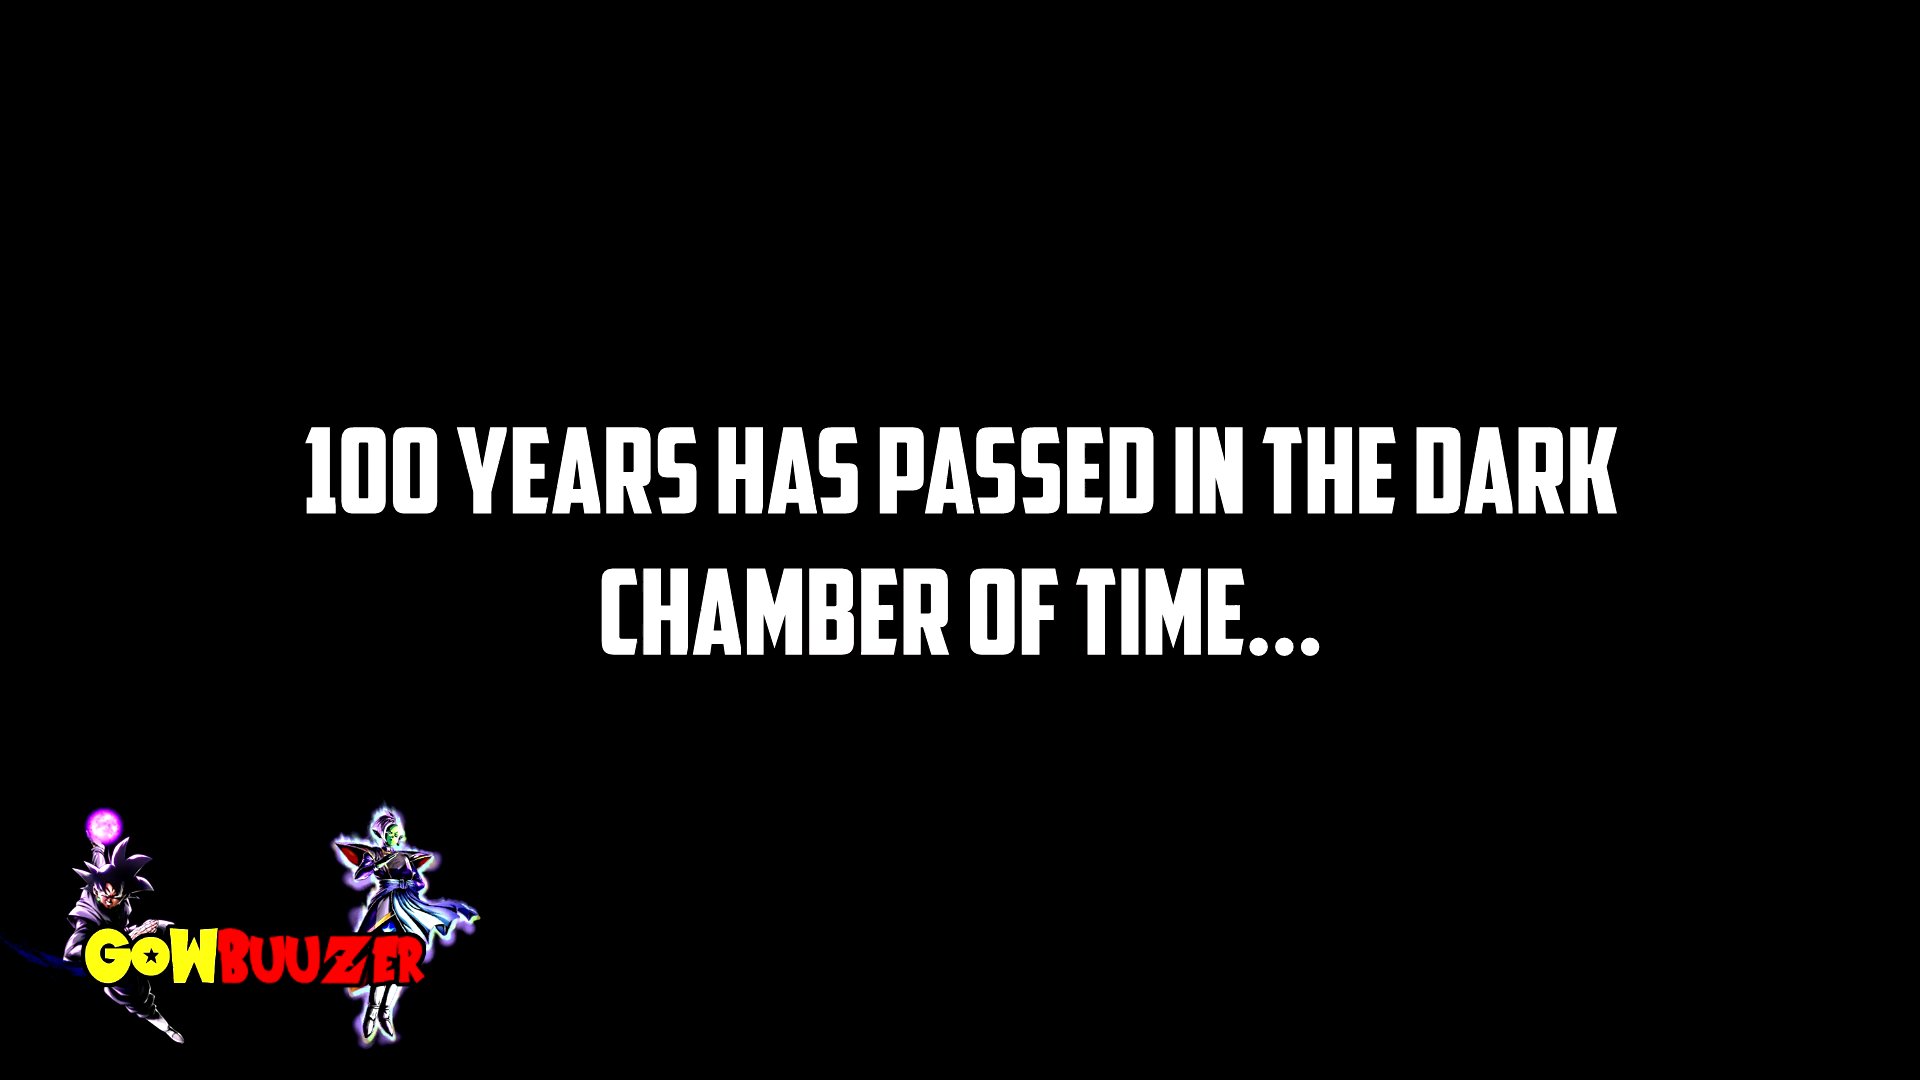 100 YEARS HAS PASSED IN THE DARK
CHAMBER OF TIME...
GOWBUUZER